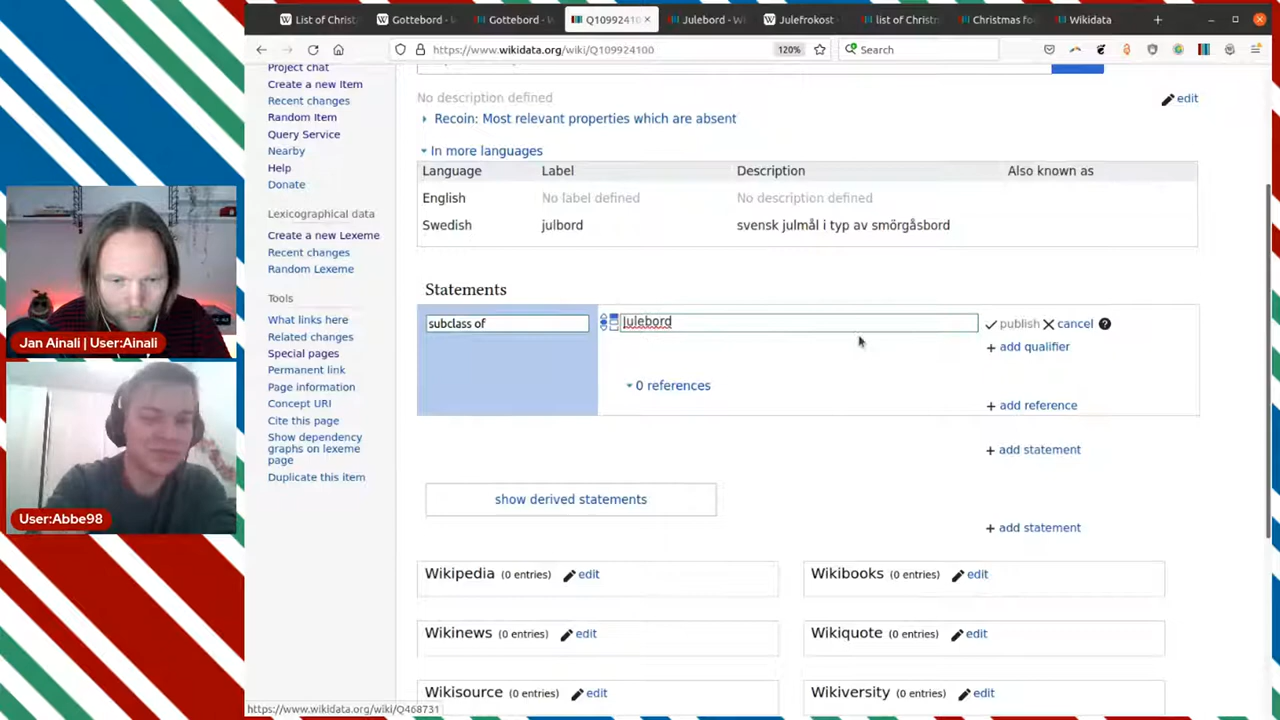 List of Christ
Gottebord -
Gottebord - W
Q109924100
Julebord - Wi
Julefrokost
list of Christm
Christmas fo
Wikidata
https://www.wikidata.org/wiki/Q109924100
120%
Search
Project chat
Create a new Item
Recent changes
Random Item
Query Service
Nearby
Help
Donate
Lexicographical data
Create a new Lexeme
Recent changes
Random Lexeme
Tools
What links here
Related changes
Special pages
Permanent link
Page information
Concept URI
Cite this page
Show dependency
graphs on lexeme
page
Duplicate this item
No description defined
edit
Recoin: Most relevant properties which are absent
In more languages
Language Label Description Also known as
English No label defined No description defined
Swedish julbord svensk julmål i typ av smörgåsbord
Statements
subclass of
Julebord
publish cancel
+ add qualifier
0 references
+ add reference
+ add statement
show derived statements
+ add statement
Wikipedia (0 entries) edit
Wikibooks (0 entries) edit
Wikinews (0 entries) edit
Wikiquote (0 entries) edit
Wikisource (0 entries) edit
Wikiversity (0 entries) edit
https://www.wikidata.org/wiki/Q468731
Jan Ainali | User:Ainali
User:Abbe98